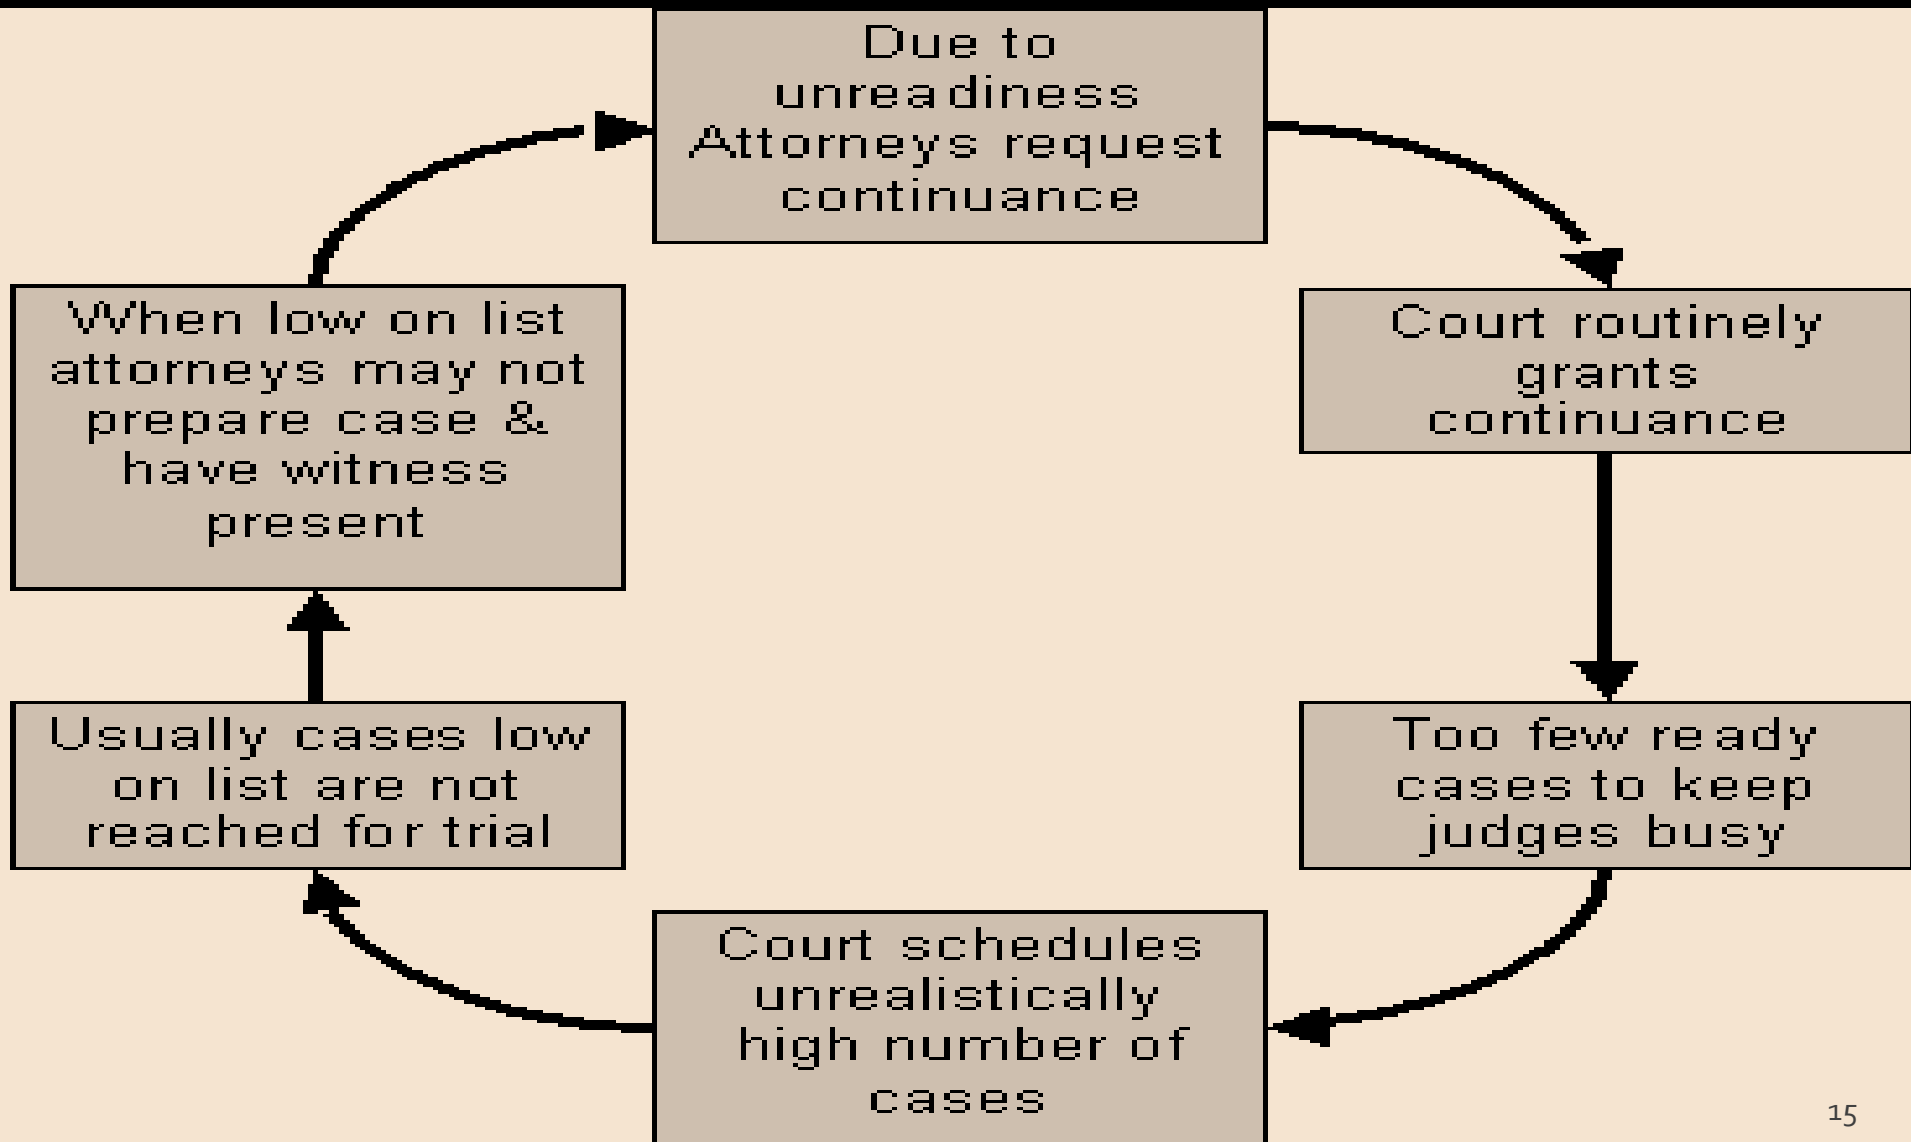 Due to
unreadiness
Attorneys request
continuance
Court routinely
grants
continuance
Too few ready
cases to keep
judges busy
Court schedules
unrealistically
high number of
cases
Usually cases low
on list are not
reached for trial
When low on list
attorneys may not
prepare case &
have witness
present
15